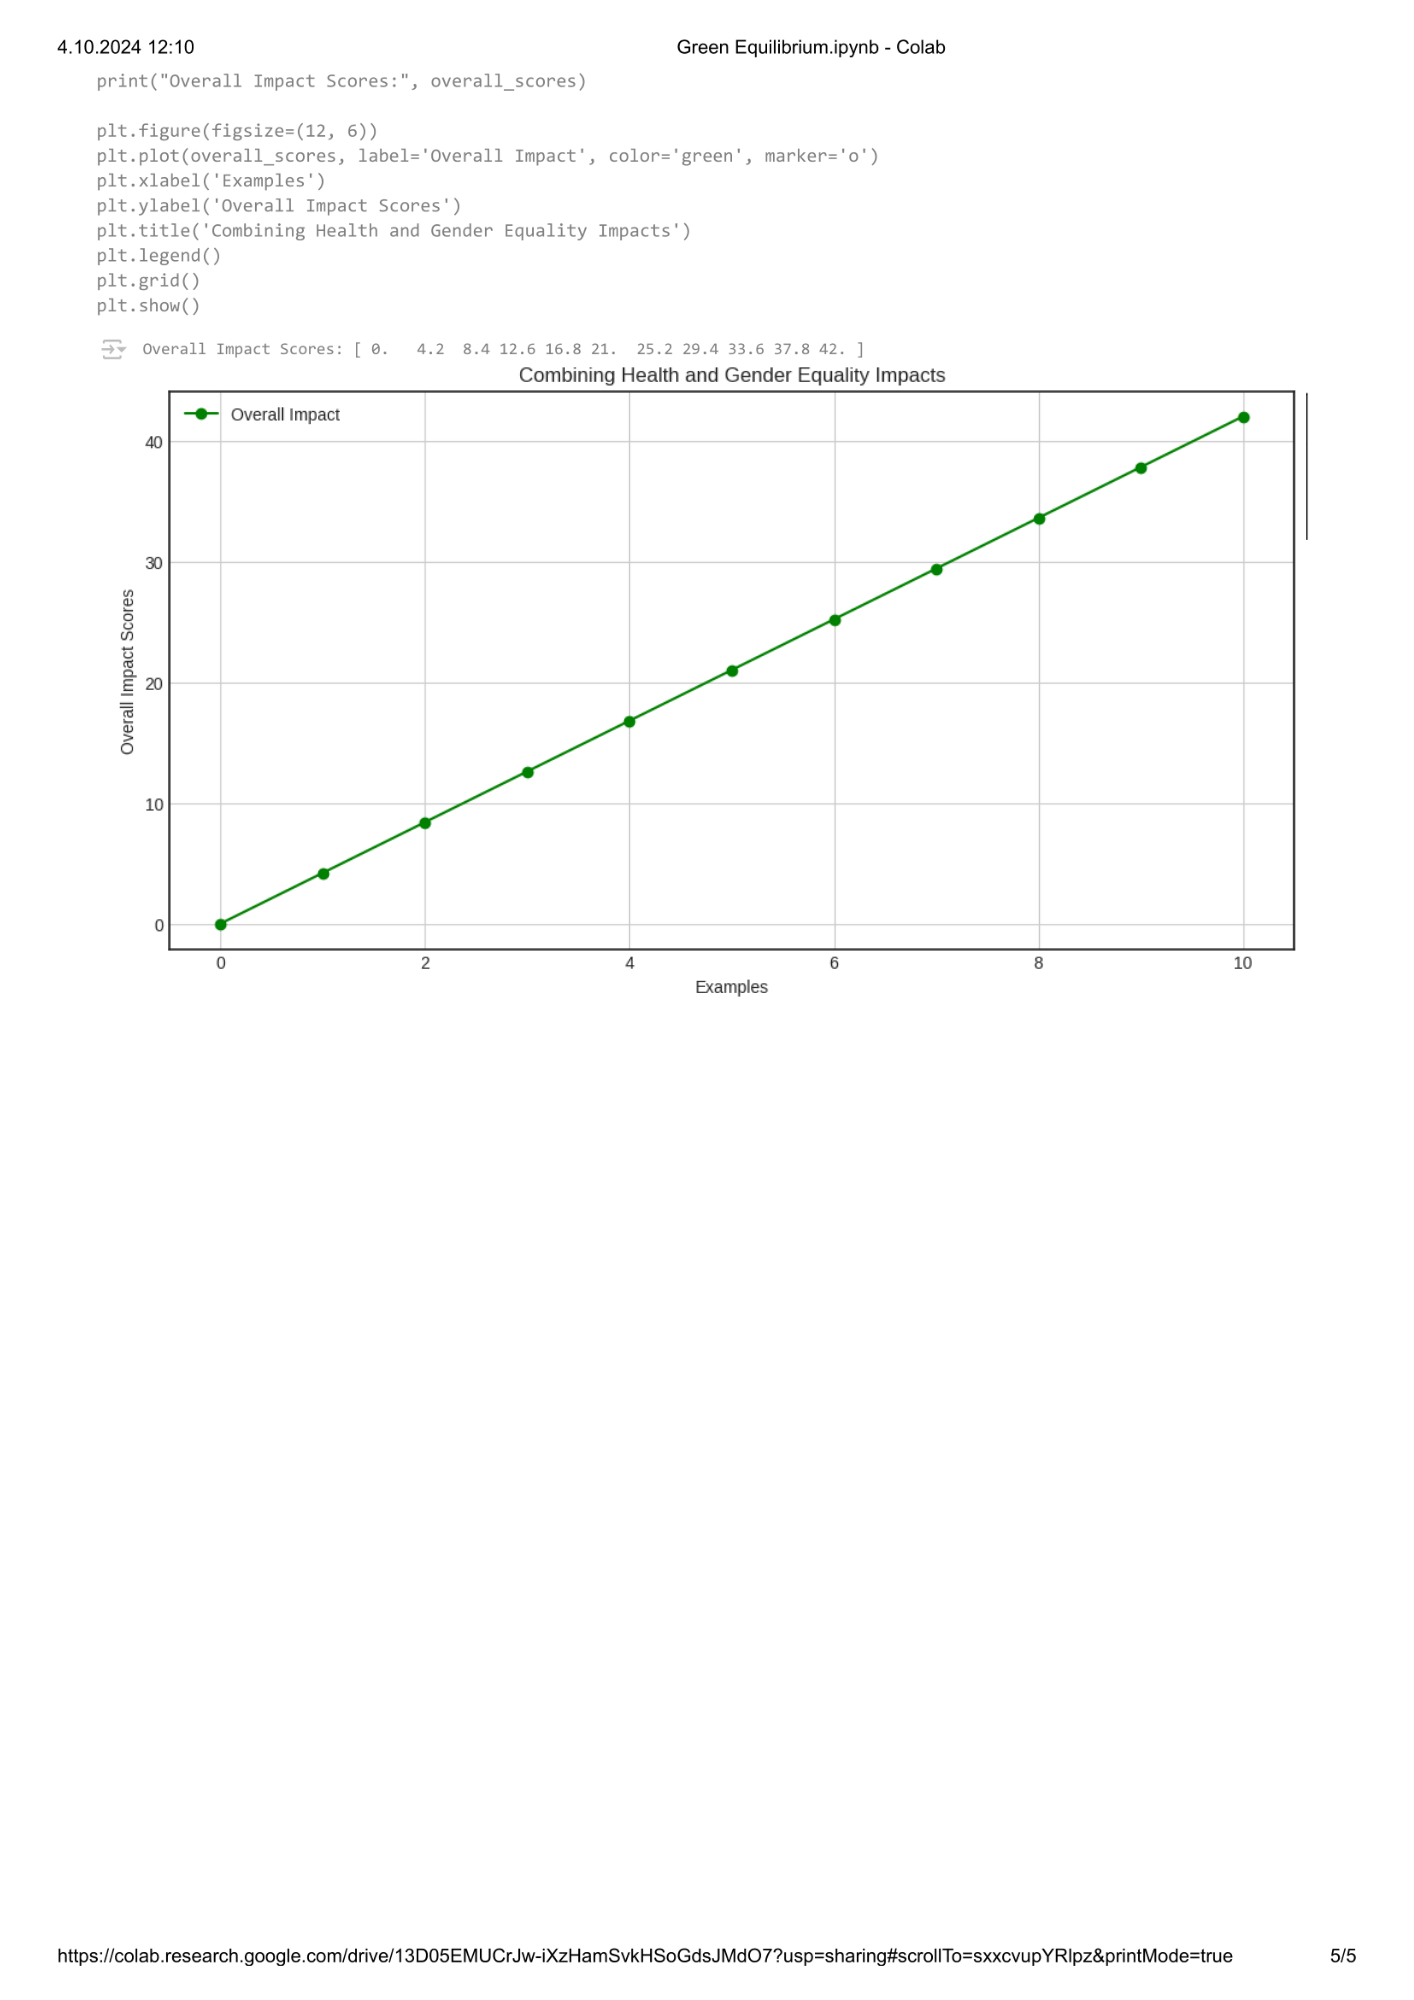 4.10.2024 12:10 Green Equilibrium.ipynb - Colab
print("Overall Impact Scores:", overall_scores)
plt.figure(figsize=(12, 6))
plt.plot(overall_scores, label='Overall Impact', color='green', marker='o')
plt.xlabel('Examples')
plt.ylabel('Overall Impact Scores')
plt.title('Combining Health and Gender Equality Impacts')
plt.legend()
plt.grid()
plt.show()
Overall Impact Scores: [ 0.   4.2  8.4 12.6 16.8 21.  25.2 29.4 33.6 37.8 42. ]
Combining Health and Gender Equality Impacts
Overall Impact
40
30
20
10
0
Overall Impact Scores
0 2 4 6 8 10
Examples
https://colab.research.google.com/drive/13D05EMUCrJw-iXzHamSvkHSoGdsJMdO7?usp=sharing#scrollTo=sxxcvupYRlpz&printMode=true 5/5